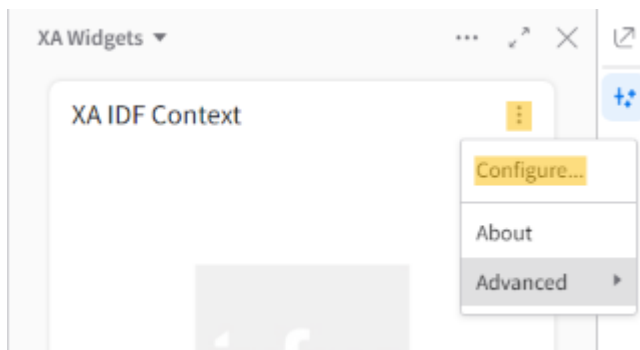 XA Widgets
XA IDF Context
Configure...
About
Advanced